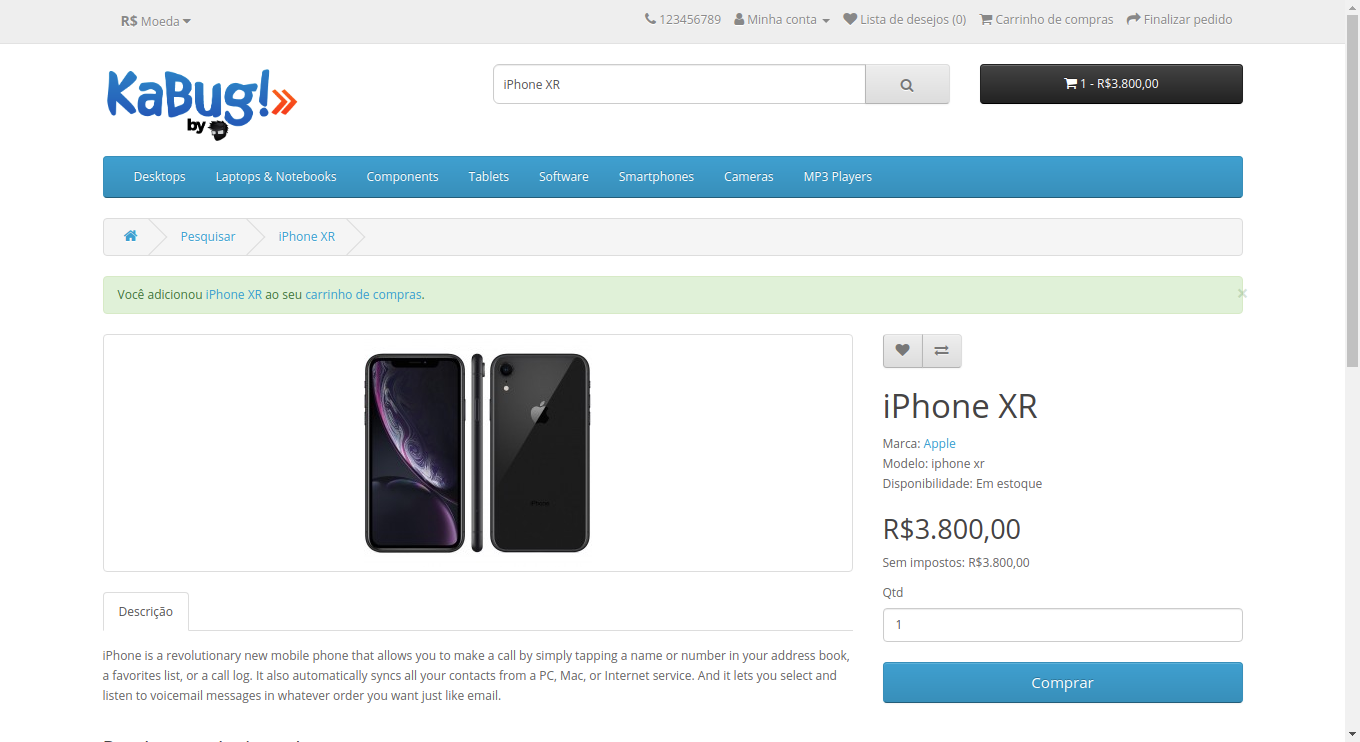 R$ Moeda
123456789 Minha conta Lista de desejos (0) Carrinho de compras Finalizar pedido
KaBug!
by
iPhone XR
1 - R$3.800,00
Desktops Laptops & Notebooks Components Tablets Software Smartphones Cameras MP3 Players
Pesquisar iPhone XR
Você adicionou iPhone XR ao seu carrinho de compras. ×
iPhone
iPhone XR
Marca: Apple
Modelo: iphone xr
Disponibilidade: Em estoque
R$3.800,00
Sem impostos: R$3.800,00
Qtd
1
Comprar
Descrição
iPhone is a revolutionary new mobile phone that allows you to make a call by simply tapping a name or number in your address book,
a favorites list, or a call log. It also automatically syncs all your contacts from a PC, Mac, or Internet service. And it lets you select and
listen to voicemail messages in whatever order you want just like email.